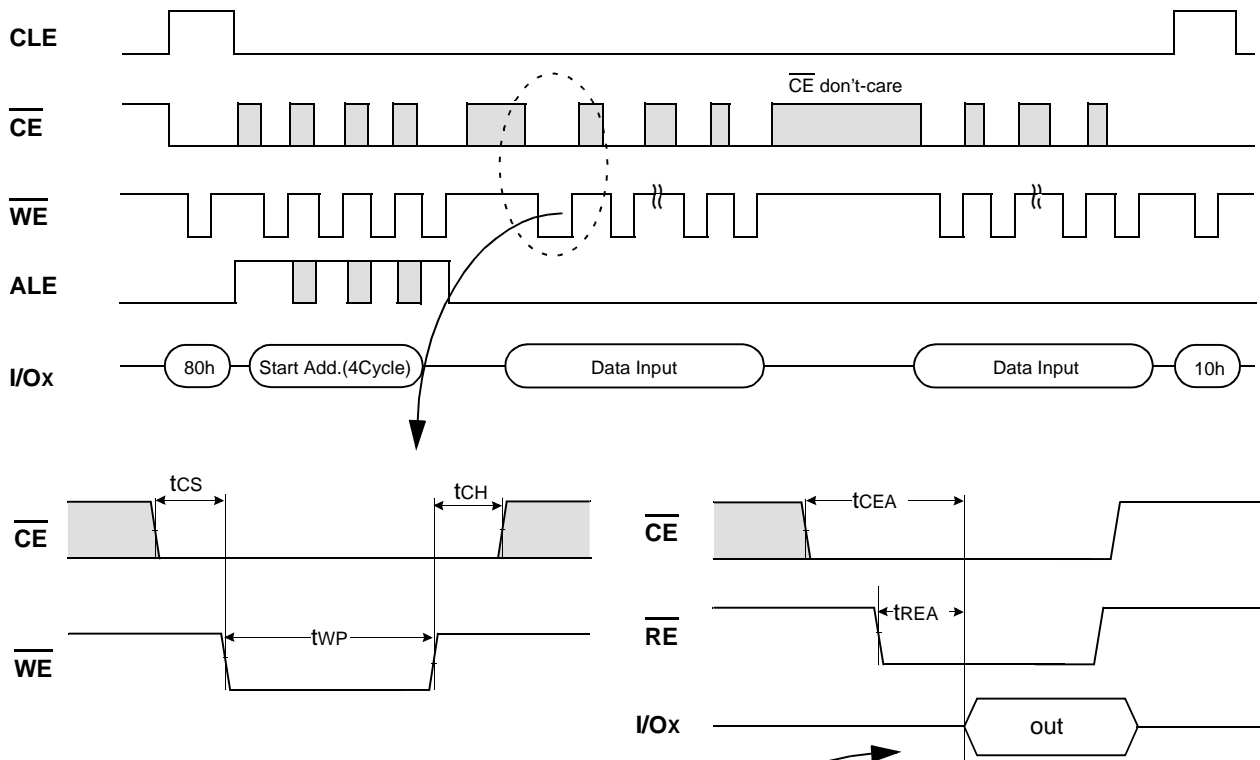 CLE
CE don't-care
CE
WE
ALE
I/Ox 80h Start Add.(4Cycle) Data Input Data Input 10h
tCS tCH
CE
tWP
WE
tCEA
CE
tREA
RE
I/Ox out